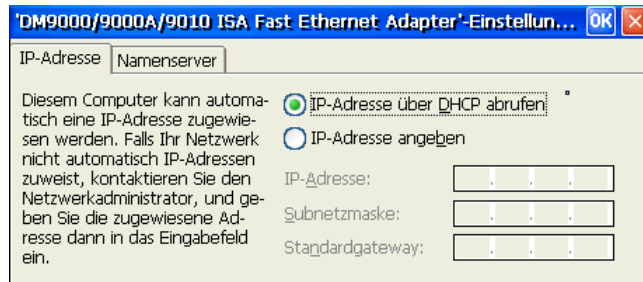 'DM9000/9000A/9010 ISA Fast Ethernet Adapter'-Einstellun... OK
IP-Adresse Namenserver
Diesem Computer kann automa-
tisch eine IP-Adresse zugewie-
sen werden. Falls Ihr Netzwerk
nicht automatisch IP-Adressen
zuweist, kontaktieren Sie den
Netzwerkadministrator, und ge-
ben Sie die zugewiesene Ad-
resse dann in das Eingabefeld
ein.
IP-Adresse über DHCP abrufen
IP-Adresse angeben
IP-Adresse:
Subnetzmaske:
Standardgateway: